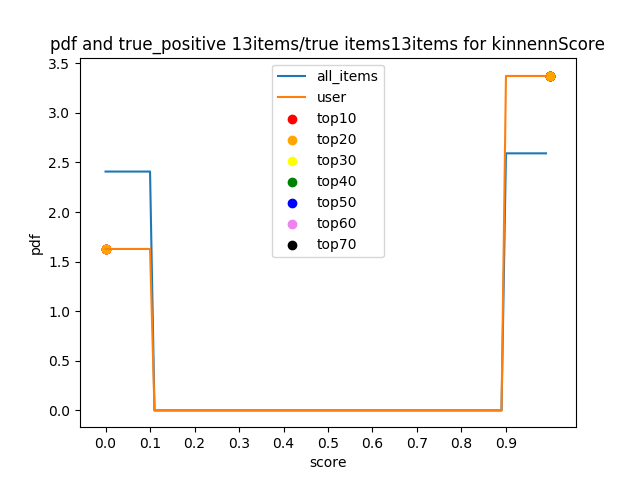 pdf and true_positive 13items/true items13items for kinnennScore
all_items
user
top10
top20
top30
top40
top50
top60
top70
3.5
3.0
2.5
2.0
1.5
1.0
0.5
0.0
pdf
0.0 0.1 0.2 0.3 0.4 0.5 0.6 0.7 0.8 0.9
score